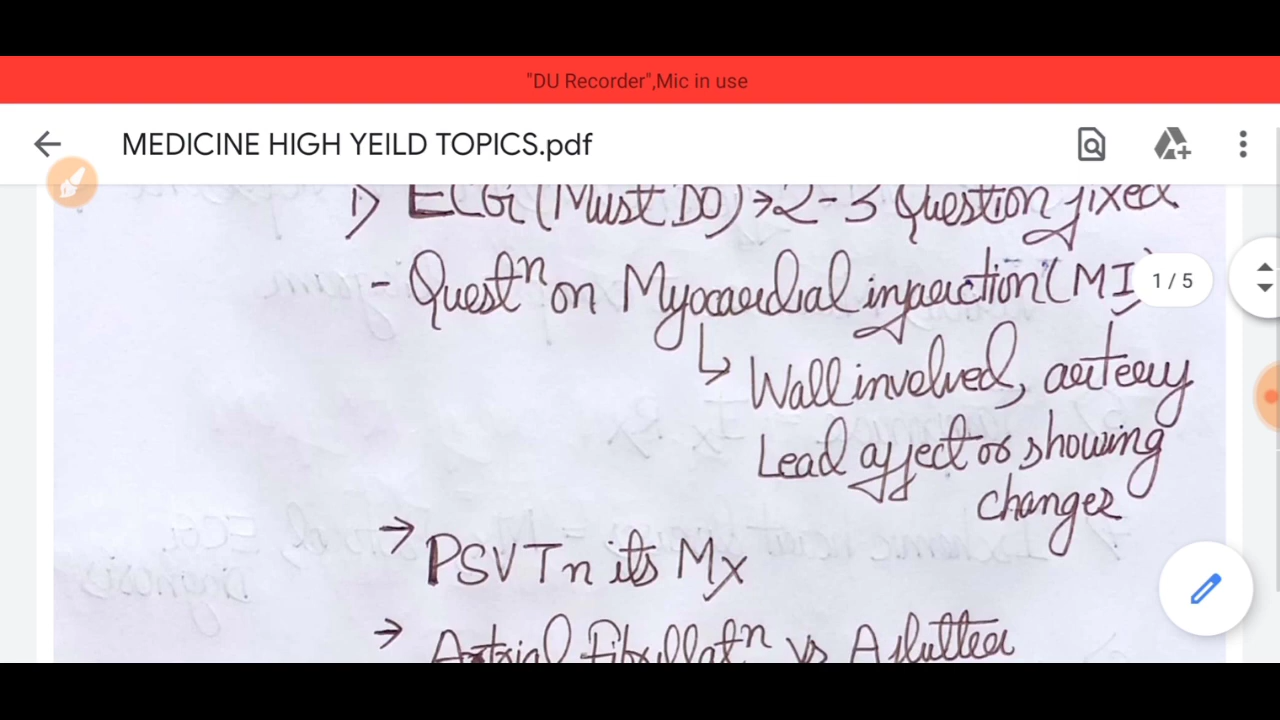 "DU Recorder",Mic in use
MEDICINE HIGH YEILD TOPICS.pdf
1) ECG (Must DO) → 2-3 Question fixed
- Questn on Myocardial infarction (MI)
1 / 5
↳ Wall involved, artery
Lead affect or showing
changes
→ PSVT n its Mx
→ Atrial Fibrillatn vs A flutter